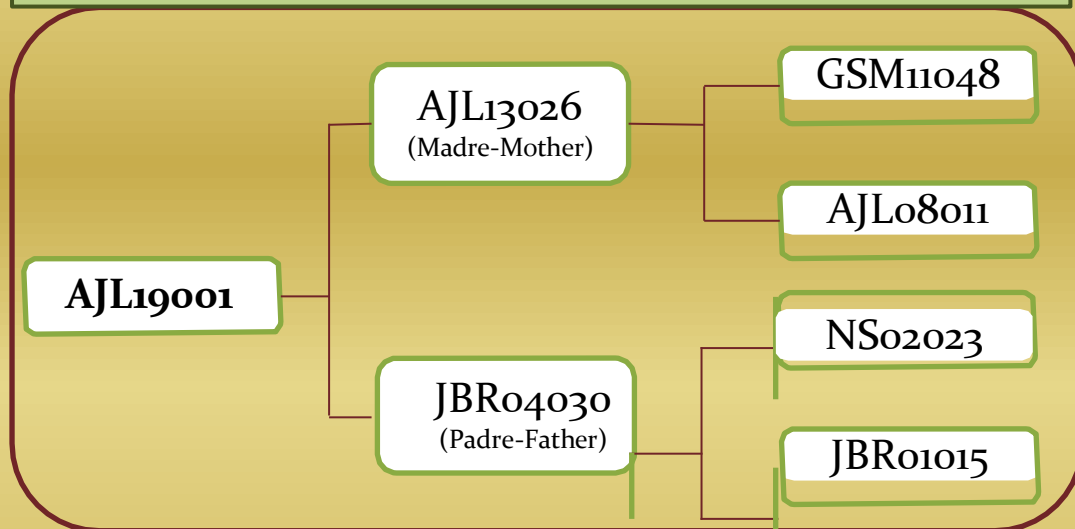 GSM11048
AJL13026
(Madre-Mother)
AJL08011
AJL19001
NS02023
JBR04030
(Padre-Father)
JBR01015